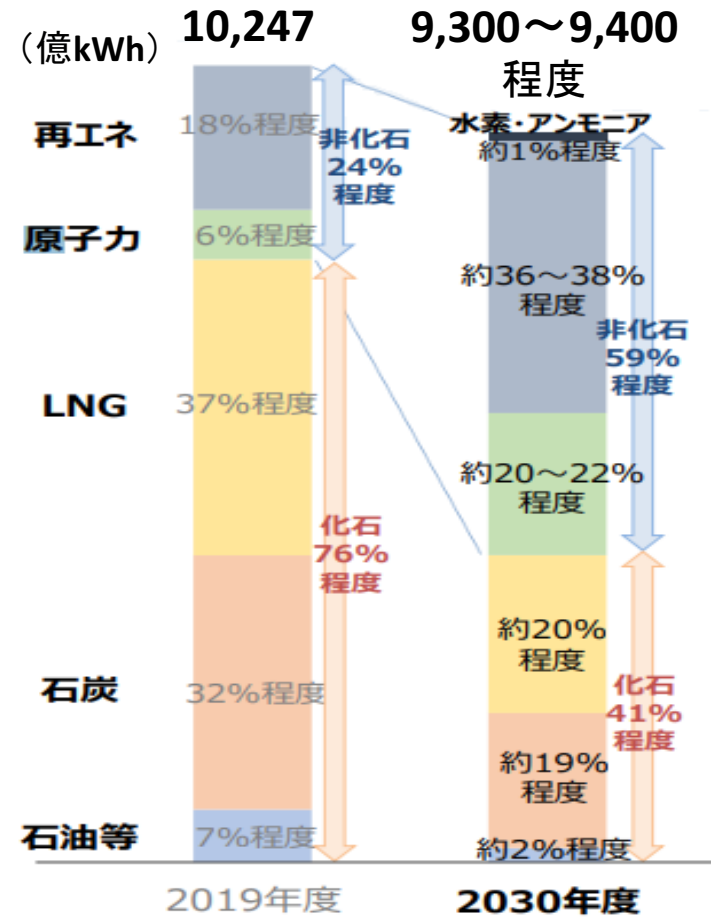 （億kWh）
10,247
9,300～9,400
程度
再エネ
18%程度
非化石
24%
程度
水素・アンモニア
約1%程度
原子力
6%程度
約36～38%
程度
非化石
59%
程度
LNG
37%程度
約20～22%
程度
化石
76%
程度
約20%
程度
石炭
32%程度
化石
41%
程度
約19%
程度
石油等
7%程度
約2%程度
2019年度
2030年度